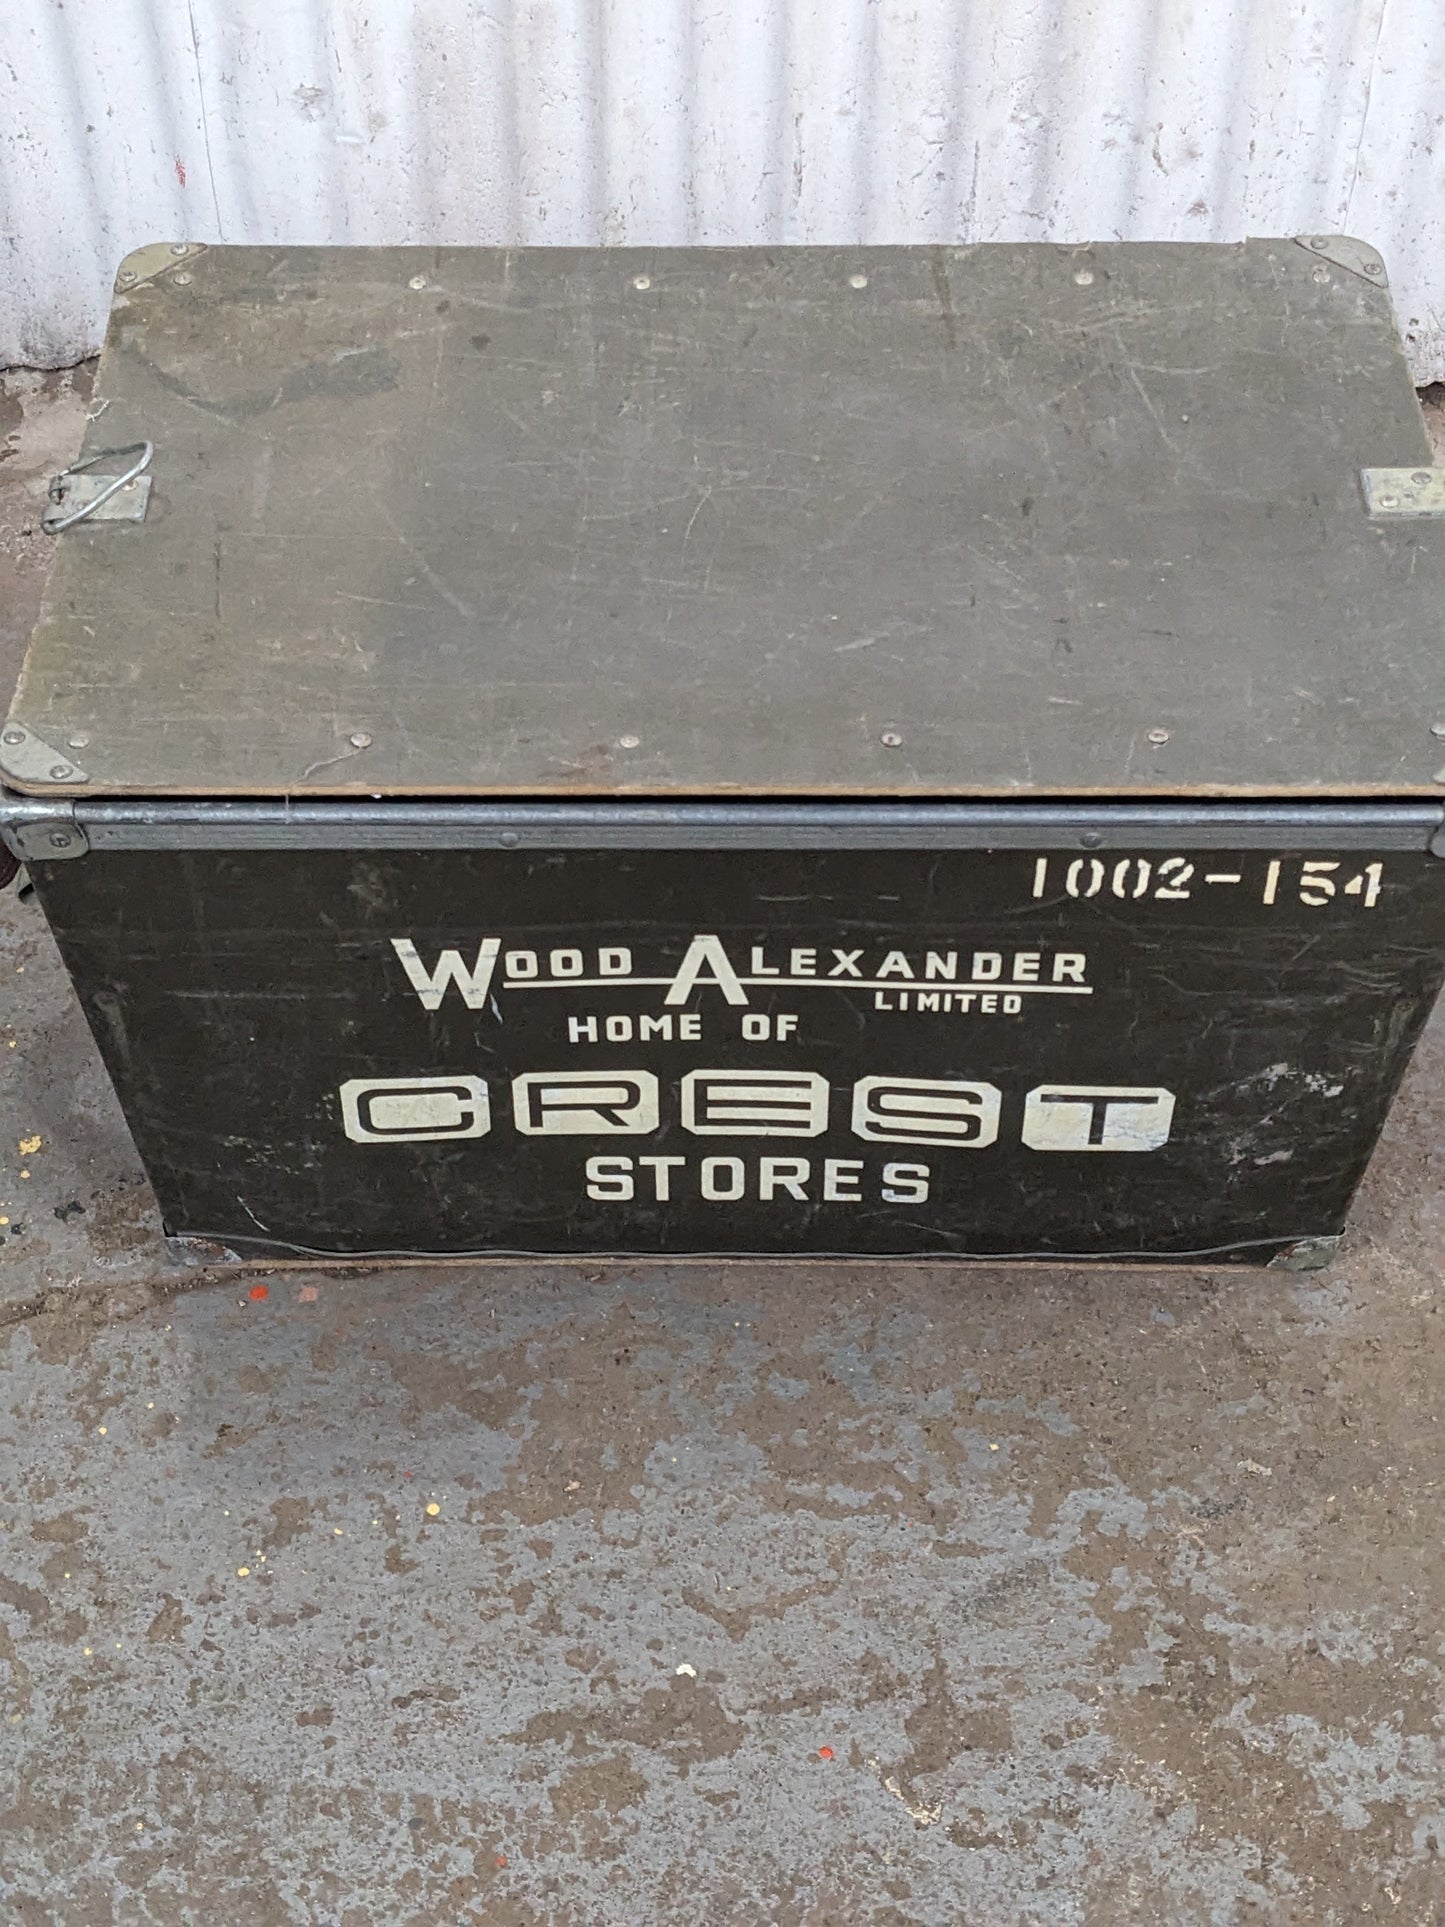 1002-154
WOOD ALEXANDER
LIMITED
HOME OF
CREST
STORES